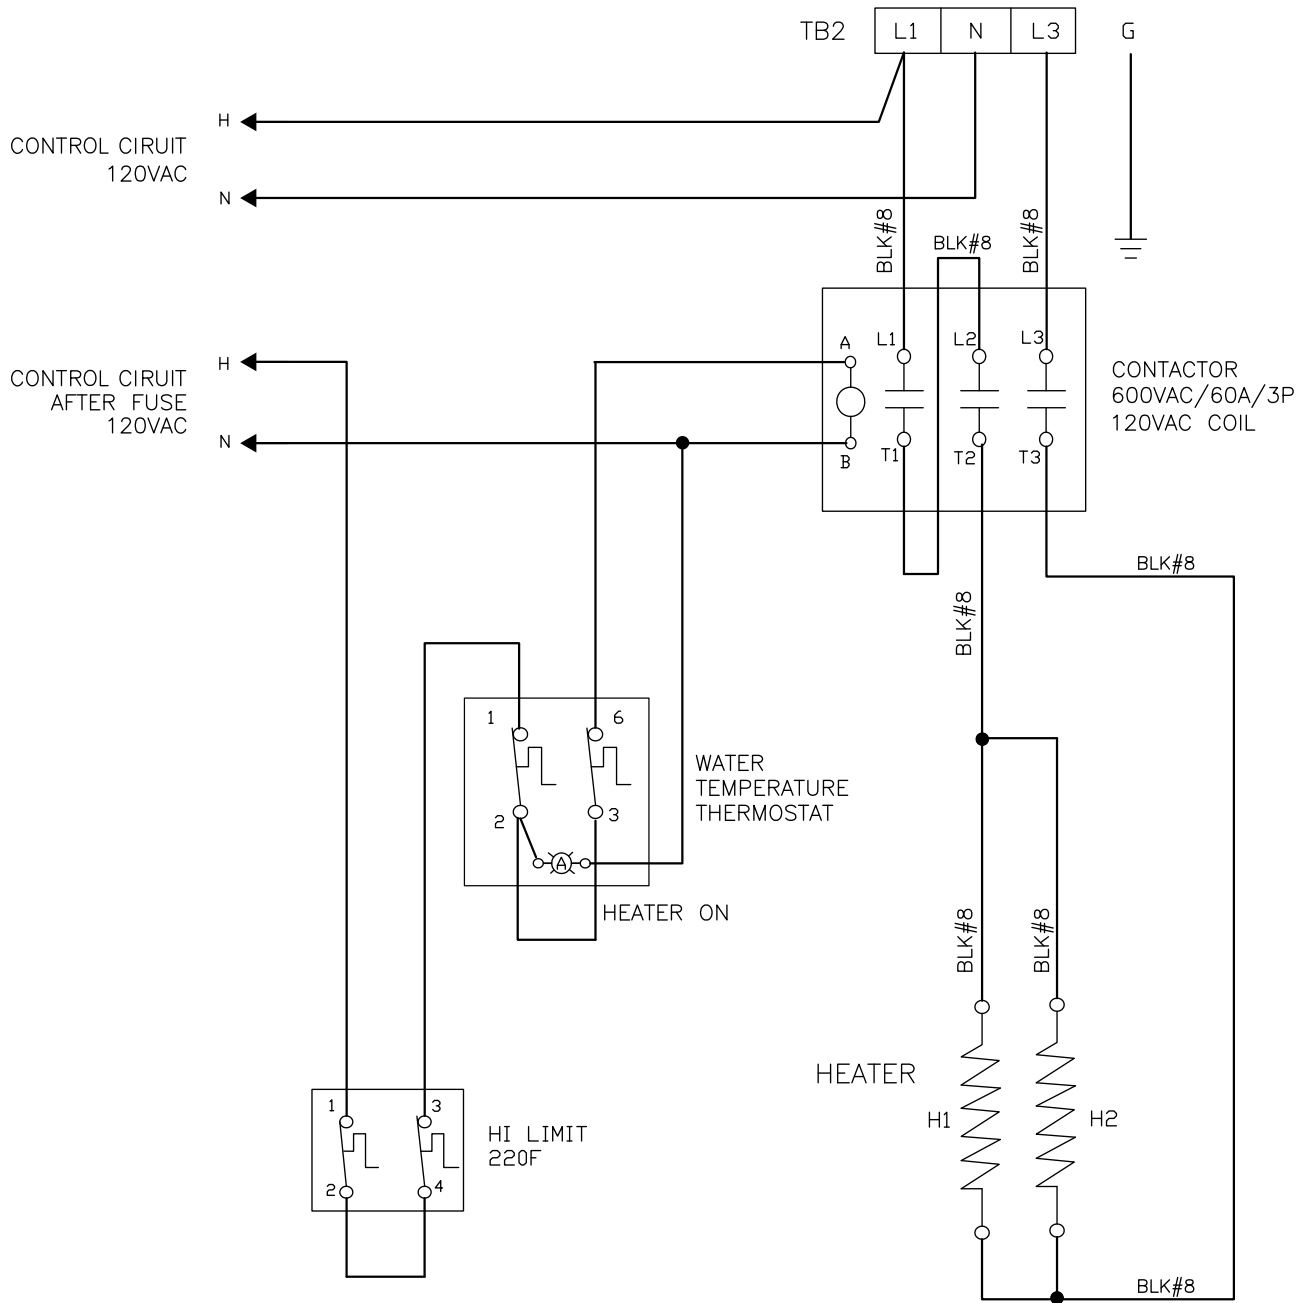 TB2 L1 N L3 G
H
CONTROL CIRUIT
120VAC
N
BLK#8
BLK#8
BLK#8
H
CONTROL CIRUIT
AFTER FUSE
120VAC
N
A
L1 L2 L3
B
T1 T2 T3
CONTACTOR
600VAC/60A/3P
120VAC COIL
BLK#8
BLK#8
1 6
2 3
A
WATER
TEMPERATURE
THERMOSTAT
HEATER ON
BLK#8
BLK#8
HEATER
H1
H2
1 3
2 4
HI LIMIT
220F
BLK#8